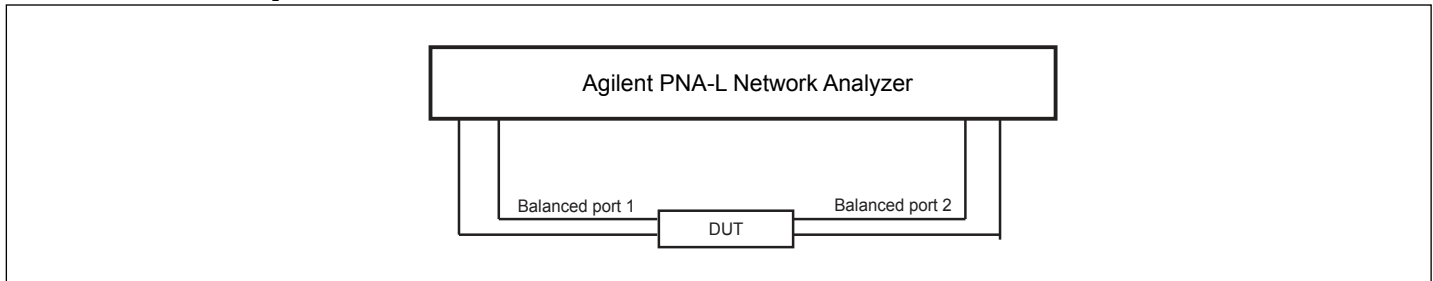 Agilent PNA-L Network Analyzer
Balanced port 1
Balanced port 2
DUT